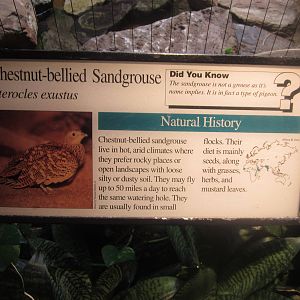 Chestnut-bellied Sandgrouse
Pterocles exustus
Did You Know
The sandgrouse is not a grouse as it's
name implies. It is in fact a type of pigeon.
?
Natural History
Chestnut-bellied sandgrouse
live in hot, arid climates where
they prefer rocky places or
open landscapes with loose
silty or dusty soil. They may fly
up to 50 miles a day to reach
the same watering hole. They
are usually found in small
flocks. Their
diet is mainly
seeds, along
with grasses,
herbs, and
mustard leaves.